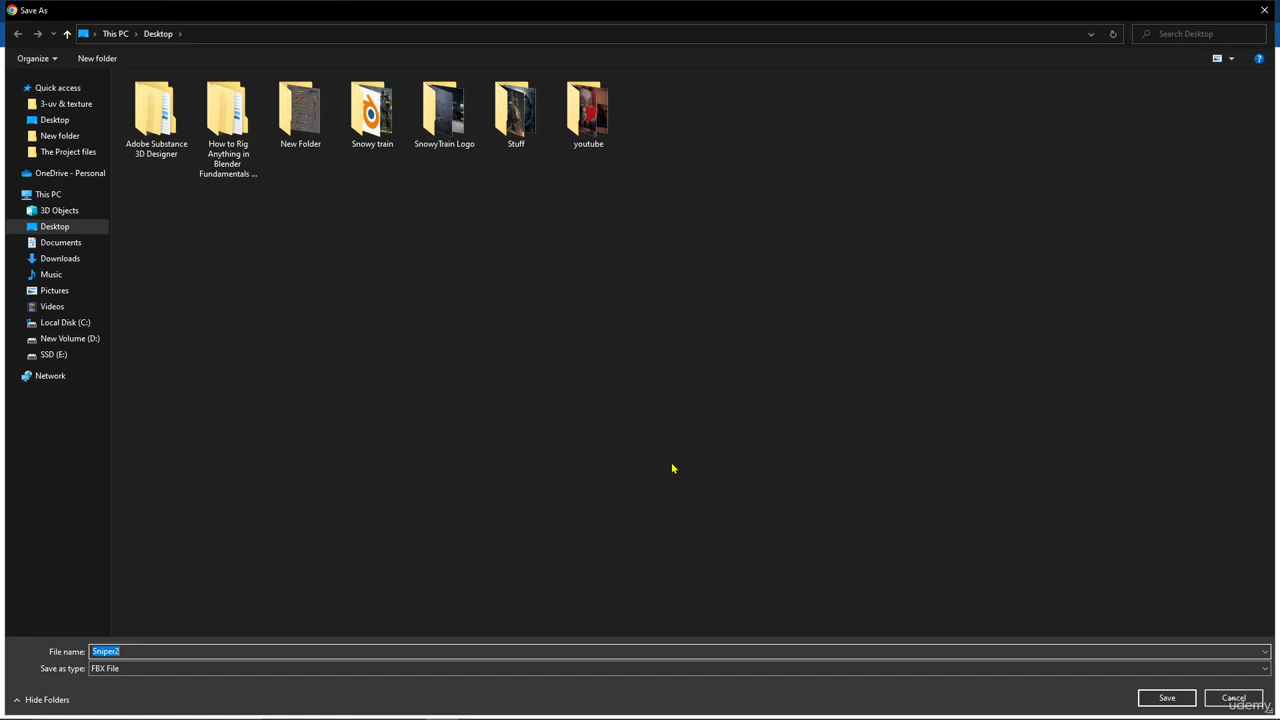 Save As
This PC
Desktop
Search Desktop
Organize
New folder
Quick access
3-uv & texture
Desktop
New folder
The Project files
OneDrive - Personal
This PC
3D Objects
Desktop
Documents
Downloads
Music
Pictures
Videos
Local Disk (C:)
New Volume (D:)
SSD (E:)
Network
Adobe Substance
3D Designer
How to Rig
Anything in
Blender
Fundamentals ...
New Folder
Snowy train
SnowyTrain Logo
Stuff
youtube
File name:
Sniper2
Save as type:
FBX File
Hide Folders
Save
Cancel
udemy